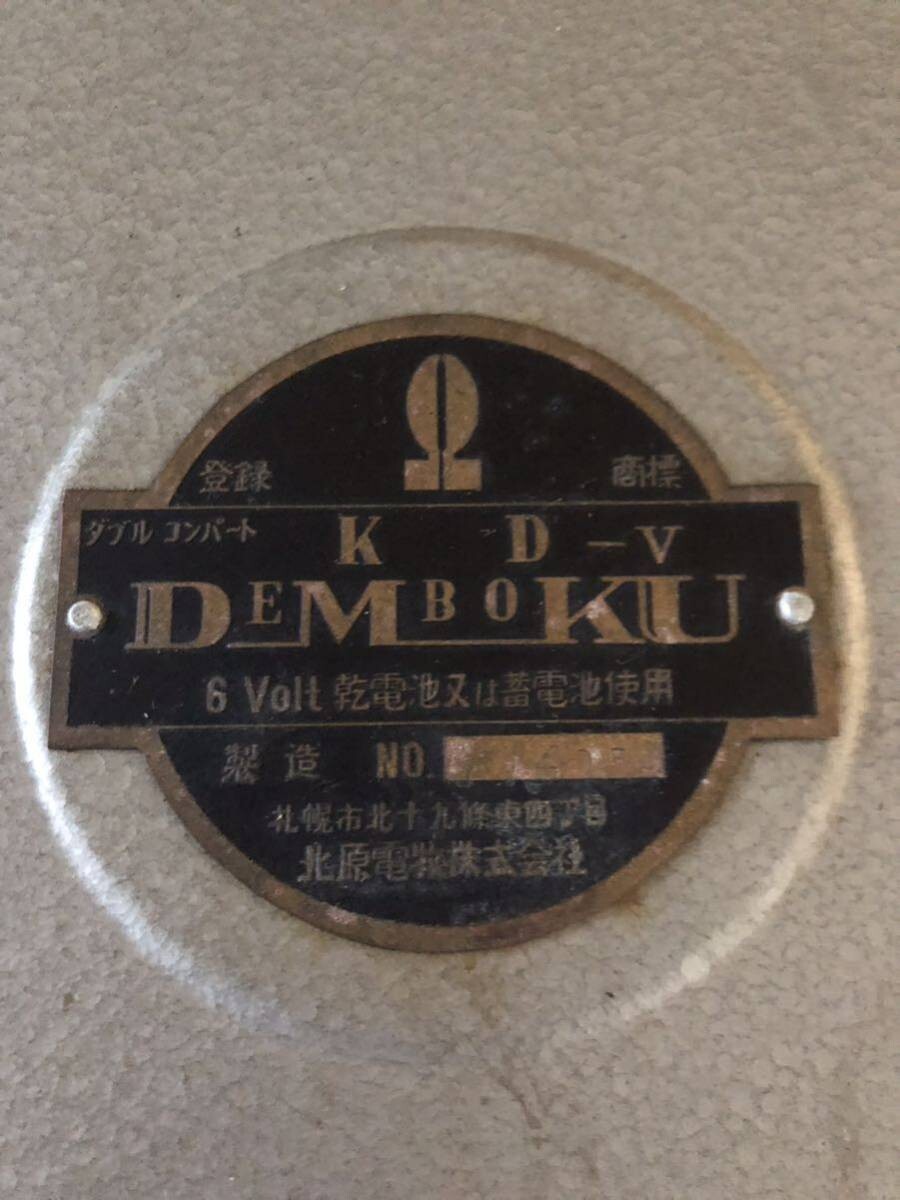 登録 商標
ダブル コンパート K D-V
DEMBOKU
6 Volt 乾電池又は蓄電池使用
製造 NO.
札幌市北十九條東四丁目
北原電牧株式会社